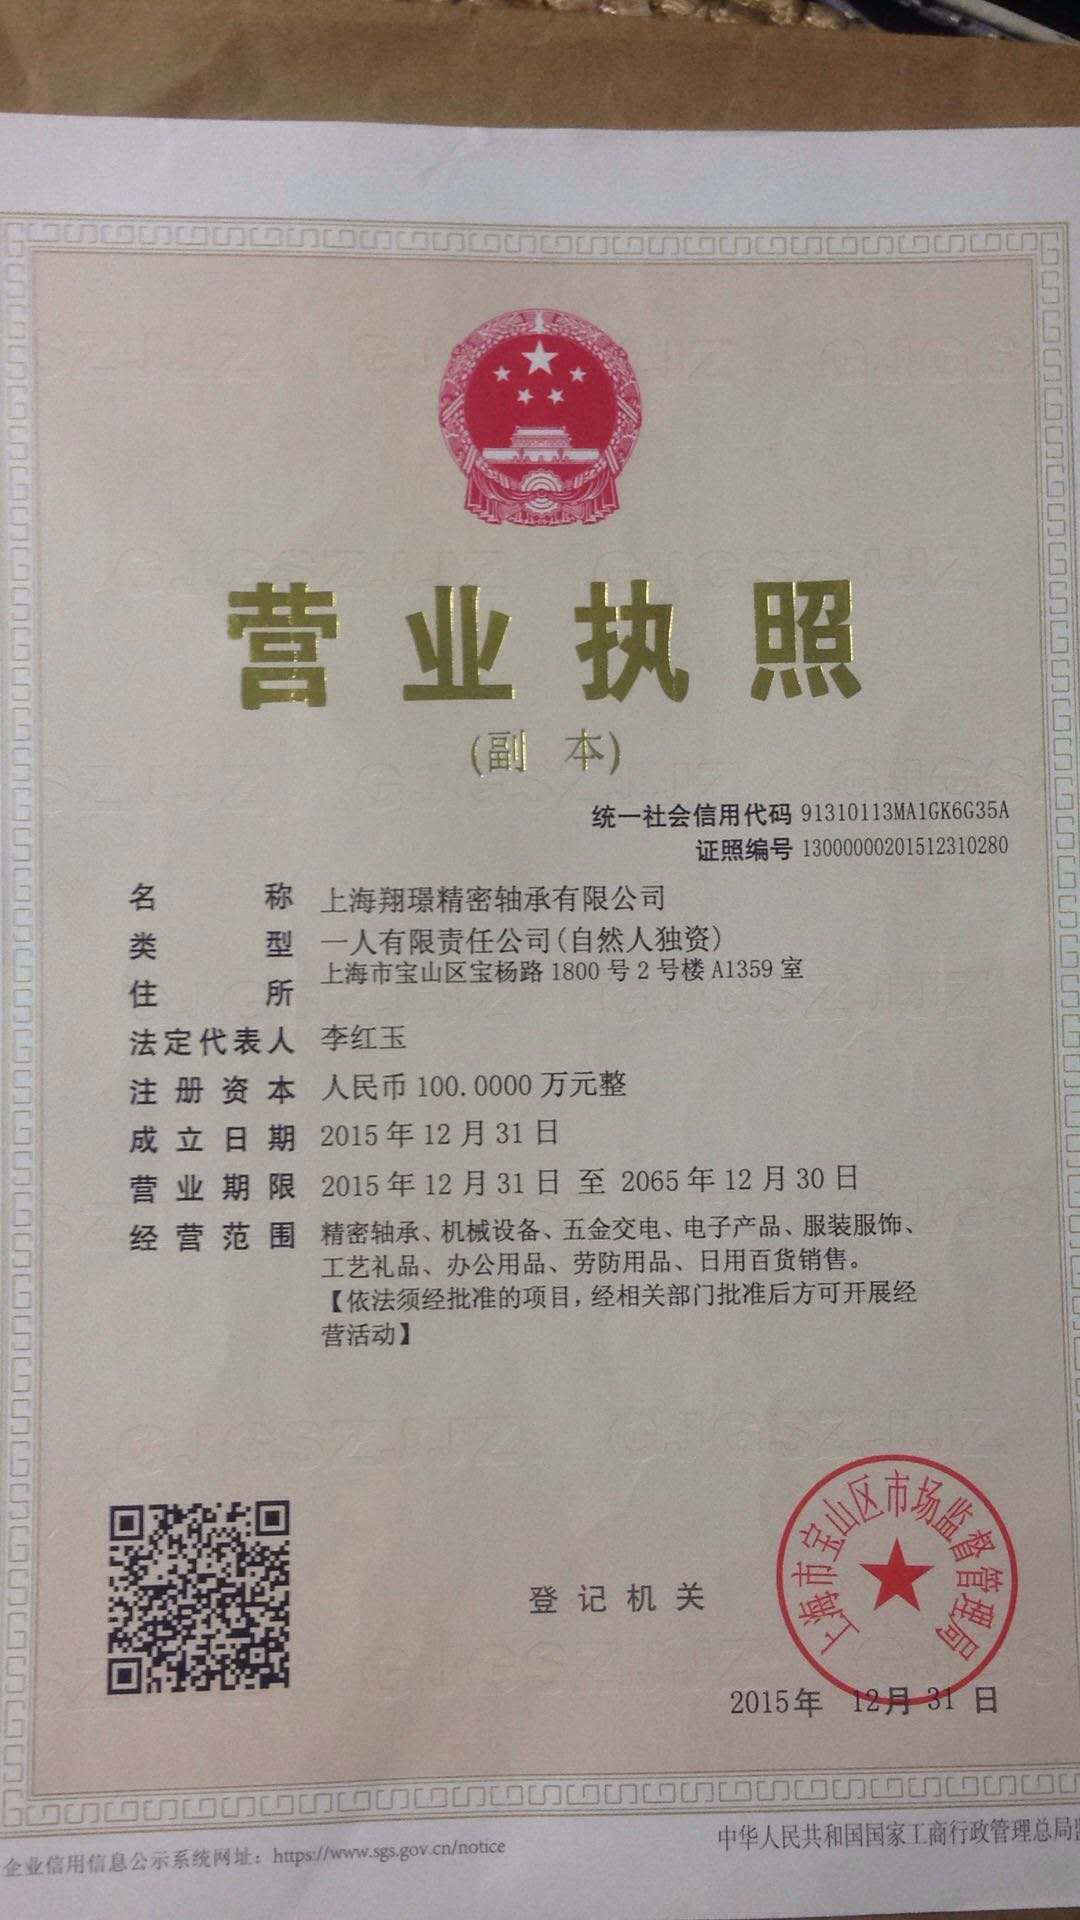 营业执照
(副 本)
统一社会信用代码 91310113MA1GK6G35A
证照编号 13000000201512310280
名称 上海翔璟精密轴承有限公司
类型 一人有限责任公司(自然人独资)
住所 上海市宝山区宝杨路1800号2号楼A1359室
法定代表人 李红玉
注册资本 人民币100.0000万元整
成立日期 2015年12月31日
营业期限 2015年12月31日 至 2065年12月30日
经营范围 精密轴承、机械设备、五金交电、电子产品、服装服饰、
工艺礼品、办公用品、劳防用品、日用百货销售。
【依法须经批准的项目,经相关部门批准后方可开展经
营活动】
登记机关
上海市宝山区市场监督管理局
2015年 12月 31 日
企业信用信息公示系统网址：https://www.sgs.gov.cn/notice
中华人民共和国国家工商行政管理总局监